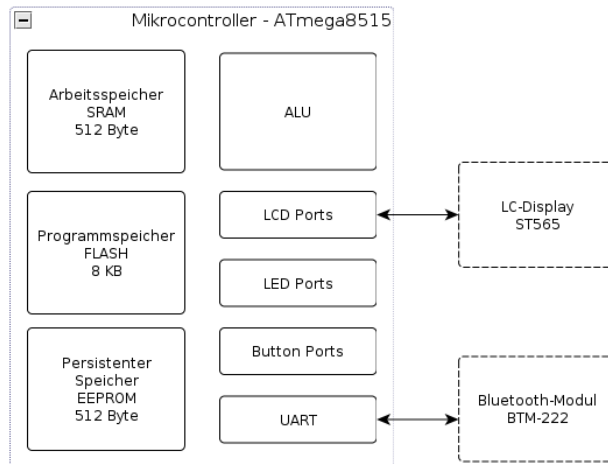 Mikrocontroller - ATmega8515
Arbeitsspeicher
SRAM
512 Byte
ALU
LCD Ports
LC-Display
ST565
Programmspeicher
FLASH
8 KB
LED Ports
Button Ports
Persistenter
Speicher
EEPROM
512 Byte
UART
Bluetooth-Modul
BTM-222